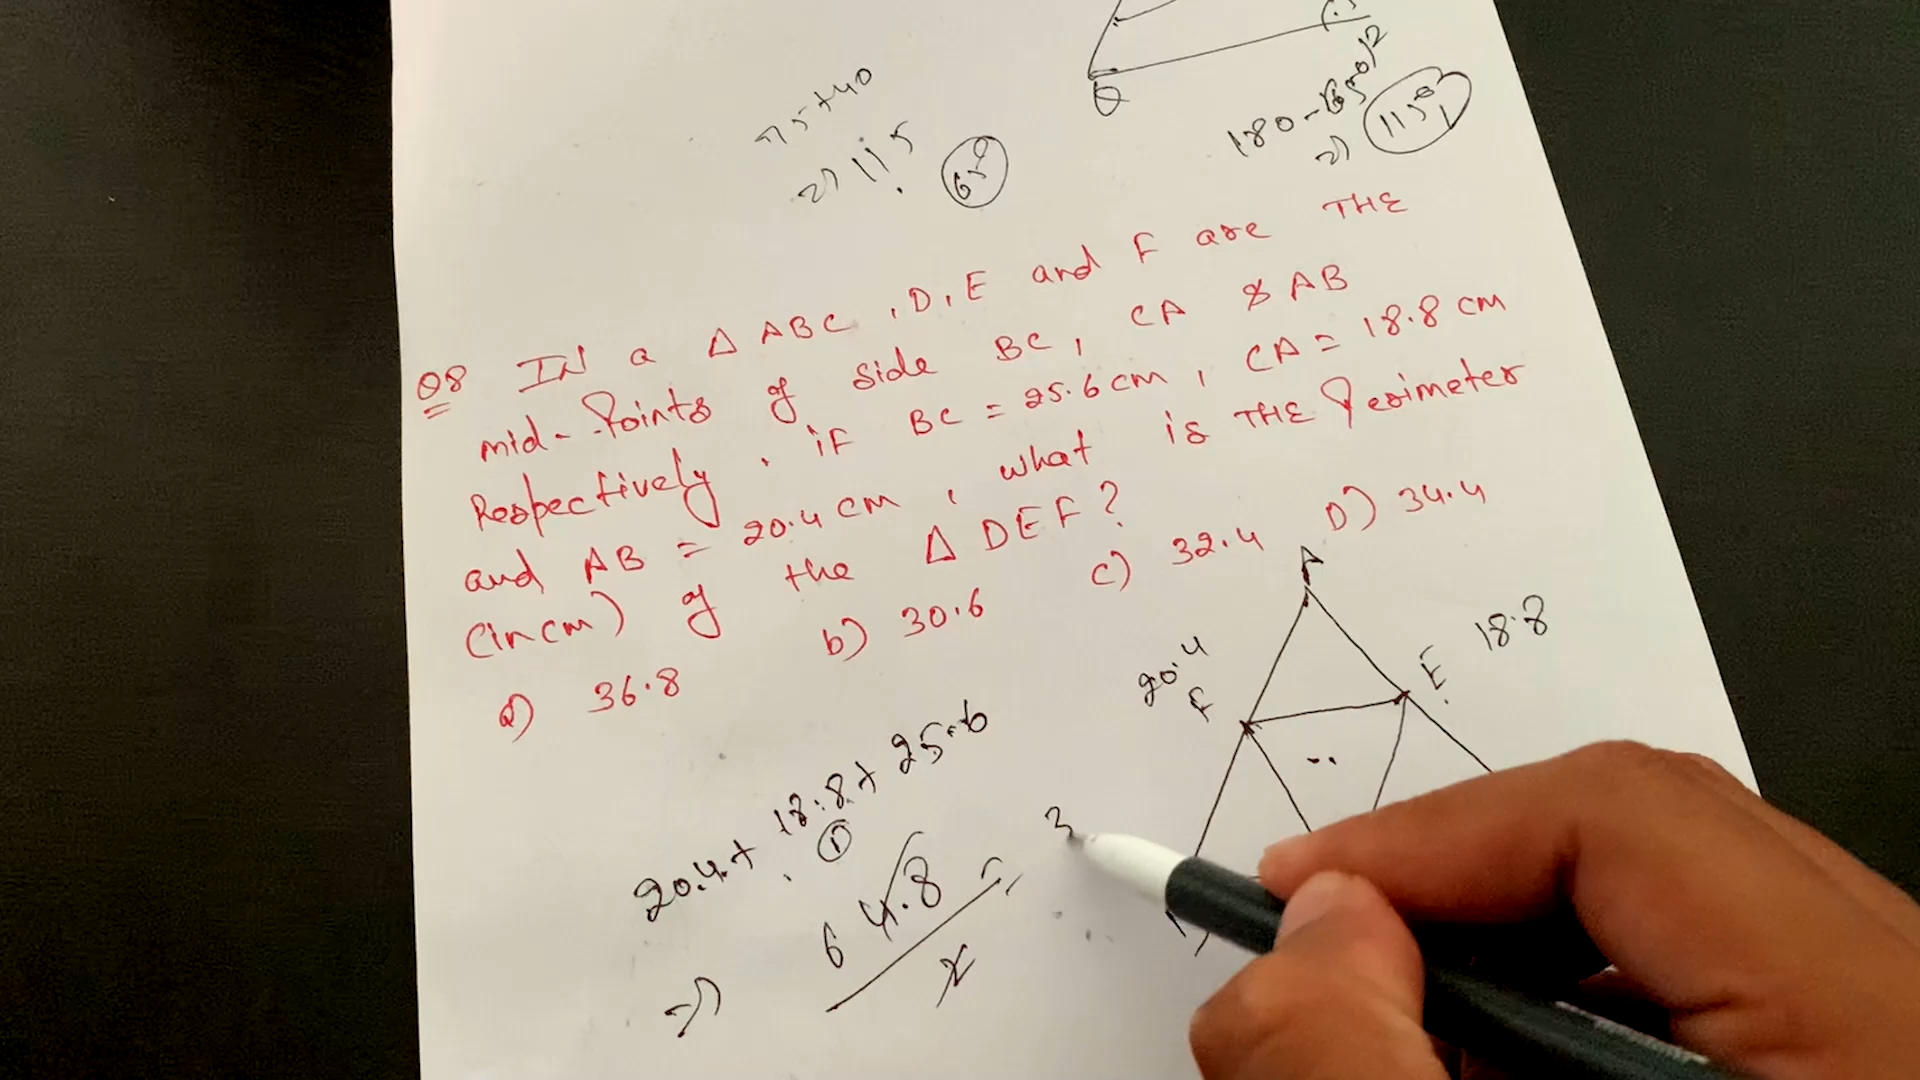 Q
75+40
=) 115
65°
180-65°)2
=) 115°
Q8 IN a Δ ABC , D, E and F are THE
mid-Points of side BC, CA & AB
Respectively. if BC = 25.6 cm, CA = 18.8 cm
and AB = 20.4 cm, what is THE Perimeter
(in cm) of the Δ DEF?
a) 36.8 b) 30.6 c) 32.4 D) 34.4
A
20.4
F
E 18.8
20.4+18.8+25.6
1
=) 64.8 =
2
3